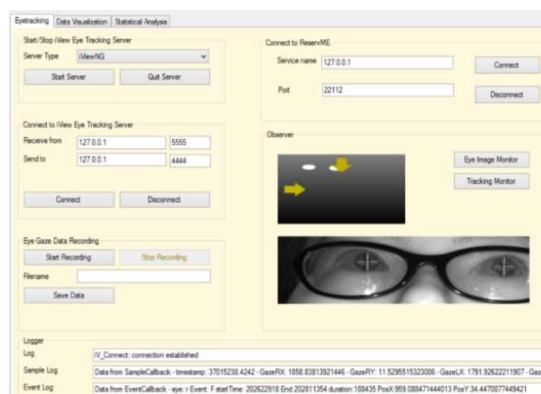 Eyetracking Data Visualization Statistical Analysis
Start/Stop iView Eye Tracking Server
Server Type iViewNG
Start Server Quit Server
Connect to iView Eye Tracking Server
Receive from 127.0.0.1 5555
Send to 127.0.0.1 4444
Connect Disconnect
Eye Gaze Data Recording
Start Recording Stop Recording
Filename
Save Data
Connect to ReservME
Service name 127.0.0.1 Connect
Port 22112 Disconnect
Observer
Eye Image Monitor
Tracking Monitor
Logger
Log iV_Connect: connection established
Sample Log Data from SampleCallback - timestamp: 37015238.4242 - GazeRX: 1858.83813921446 - GazeRY: 11.5295515323006 - GazeLX: 1791.92622211907 - Gaz
Event Log Data from EventCallback - eye: r Event: F startTime: 202622918 End:202811354 duration:188435 PosX:959.088471444013 PosY:34.4470077449421